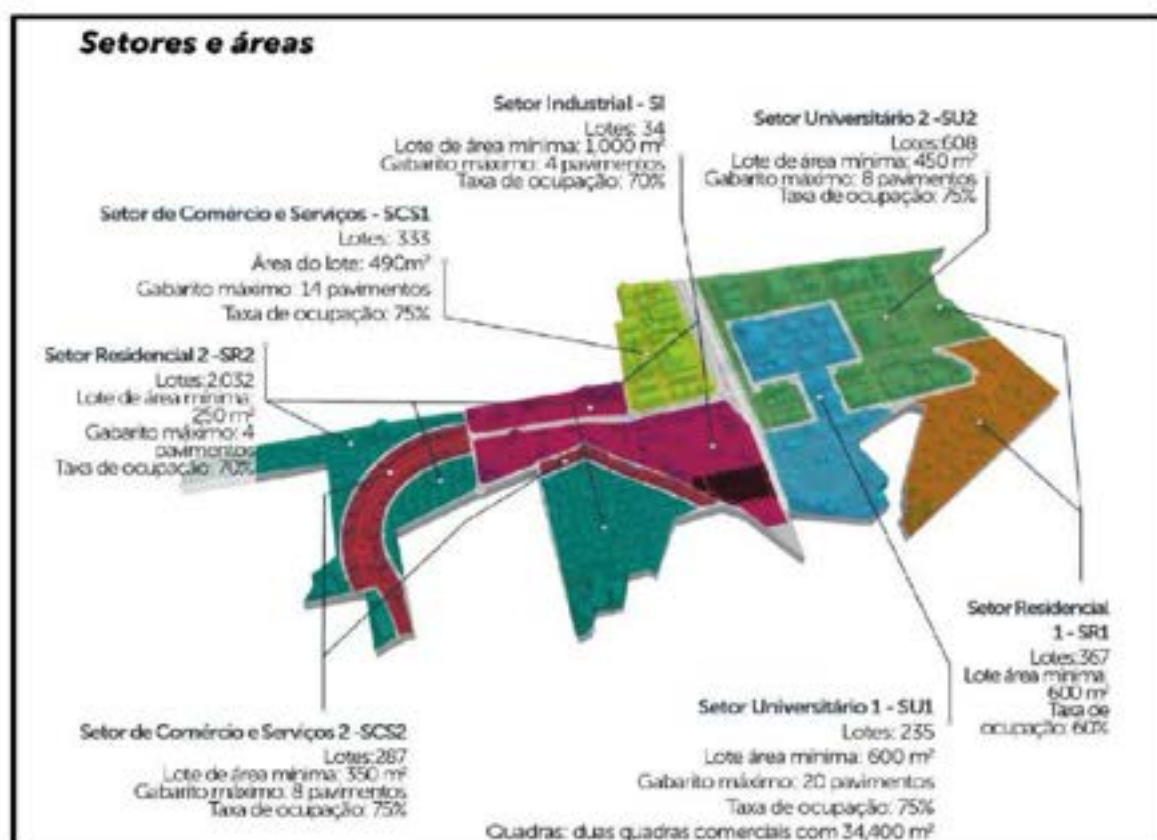 Setores e áreas
Setor Industrial - SI
Lotes: 34
Lote de área mínima: 1,000 m²
Gabarito máximo: 4 pavimentos
Taxa de ocupação: 70%
Setor Universitário 2 -SU2
Lotes:608
Lote de área mínima: 450 m²
Gabarito máximo: 8 pavimentos
Taxa de ocupação: 75%
Setor de Comércio e Serviços - SCS1
Lotes: 333
Área do lote: 490m²
Gabarito máximo: 14 pavimentos
Taxa de ocupação: 75%
Setor Residencial 2 -SR2
Lotes:2.032
Lote de área mínima:
250 m²
Gabarito máximo: 4
pavimentos
Taxa de ocupação: 70%
Setor Residencial
1 - SR1
Lotes:367
Lote área mínima:
600 m²
Taxa de
ocupação: 60%
Setor Universitário 1 - SU1
Lotes: 235
Lote área mínima: 600 m²
Gabarito máximo: 20 pavimentos
Taxa de ocupação: 75%
Quadras: duas quadras comerciais com 34,400 m²
Setor de Comércio e Serviços 2 -SCS2
Lotes:287
Lote de área mínima: 350 m²
Gabarito máximo: 8 pavimentos
Taxa de ocupação: 75%